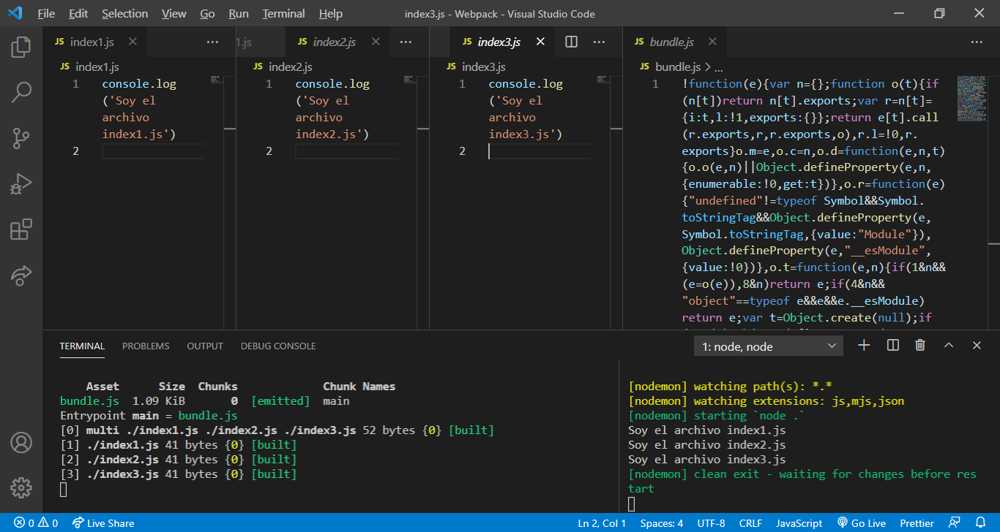 File Edit Selection View Go Run Terminal Help index3.js - Webpack - Visual Studio Code
JS index1.js
1.js JS index2.js
JS index3.js
JS bundle.js
JS index1.js
1 console.log
('Soy el
archivo
index1.js')
2
JS index2.js
1 console.log
('Soy el
archivo
index2.js')
2
JS index3.js
1 console.log
('Soy el
archivo
index3.js')
2
JS bundle.js > ...
1 !function(e){var n={};function o(t){if
(n[t])return n[t].exports;var r=n[t]=
{i:t,l:!1,exports:{}};return e[t].call
(r.exports,r,r.exports,o),r.l=!0,r.
exports}o.m=e,o.c=n,o.d=function(e,n,t)
{o.o(e,n)||Object.defineProperty(e,n,
{enumerable:!0,get:t})},o.r=function(e)
{"undefined"!=typeof Symbol&&Symbol.
toStringTag&&Object.defineProperty(e,
Symbol.toStringTag,{value:"Module"}),
Object.defineProperty(e,"__esModule",
{value:!0})},o.t=function(e,n){if(1&n&&
(e=o(e)),8&n)return e;if(4&n&&
"object"==typeof e&&e&&e.__esModule)
return e;var t=Object.create(null);if
TERMINAL PROBLEMS OUTPUT DEBUG CONSOLE 1: node, node
Asset Size Chunks Chunk Names
bundle.js 1.09 KiB 0 [emitted] main
Entrypoint main = bundle.js
[0] multi ./index1.js ./index2.js ./index3.js 52 bytes {0} [built]
[1] ./index1.js 41 bytes {0} [built]
[2] ./index2.js 41 bytes {0} [built]
[3] ./index3.js 41 bytes {0} [built]
[nodemon] watching path(s): *.*
[nodemon] watching extensions: js,mjs,json
[nodemon] starting `node .`
Soy el archivo index1.js
Soy el archivo index2.js
Soy el archivo index3.js
[nodemon] clean exit - waiting for changes before res
tart
0 0 Live Share Ln 2, Col 1 Spaces: 4 UTF-8 CRLF JavaScript Go Live Prettier